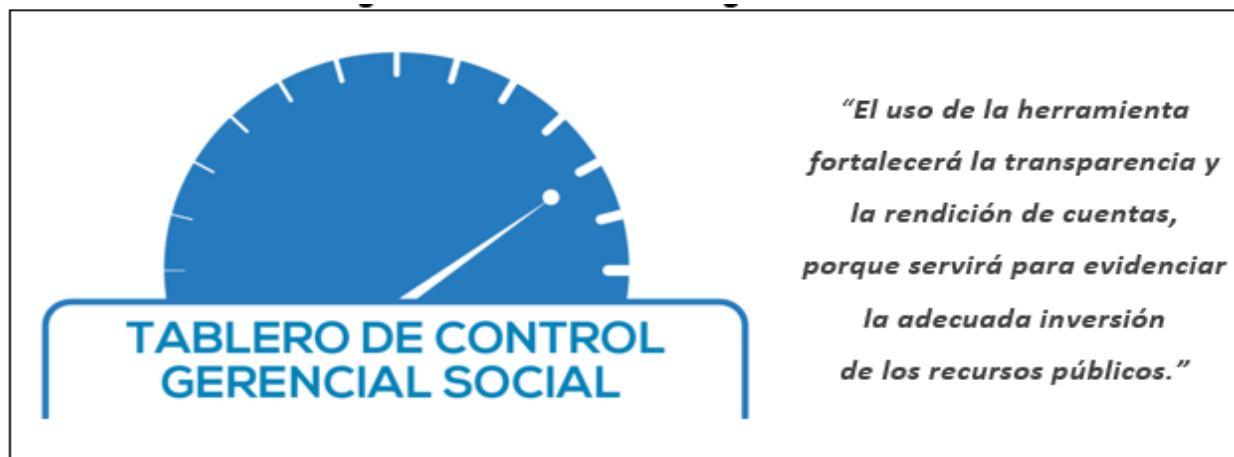 TABLERO DE CONTROL
GERENCIAL SOCIAL
“El uso de la herramienta
fortalecerá la transparencia y
la rendición de cuentas,
porque servirá para evidenciar
la adecuada inversión
de los recursos públicos.”